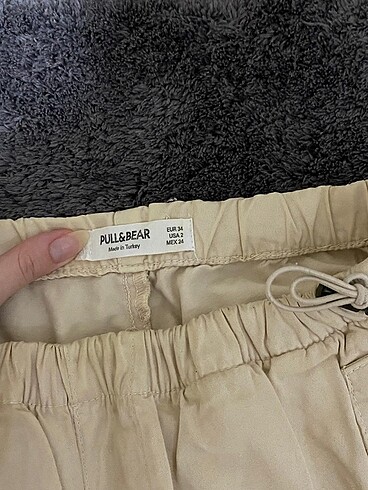 PULL&BEAR
Made in Turkey
EUR 34
USA 2
MEX 24